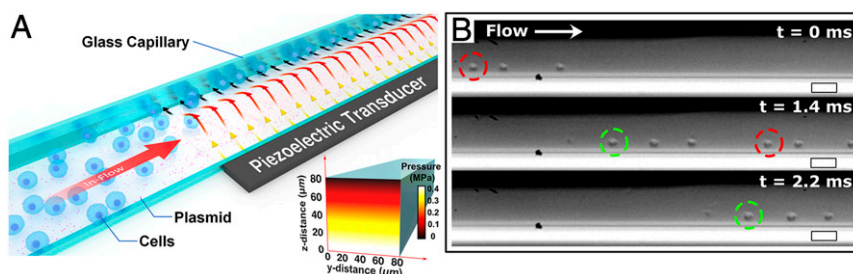 A
Glass Capillary
Piezoelectric Transducer
In-Flow
Plasmid
Cells
Pressure
(MPa)
0.4
0.3
0.2
0.1
0
z-distance (μm)
80
60
40
20
0
0 20 40 60 80
y-distance (μm)
B
Flow
t = 0 ms
t = 1.4 ms
t = 2.2 ms